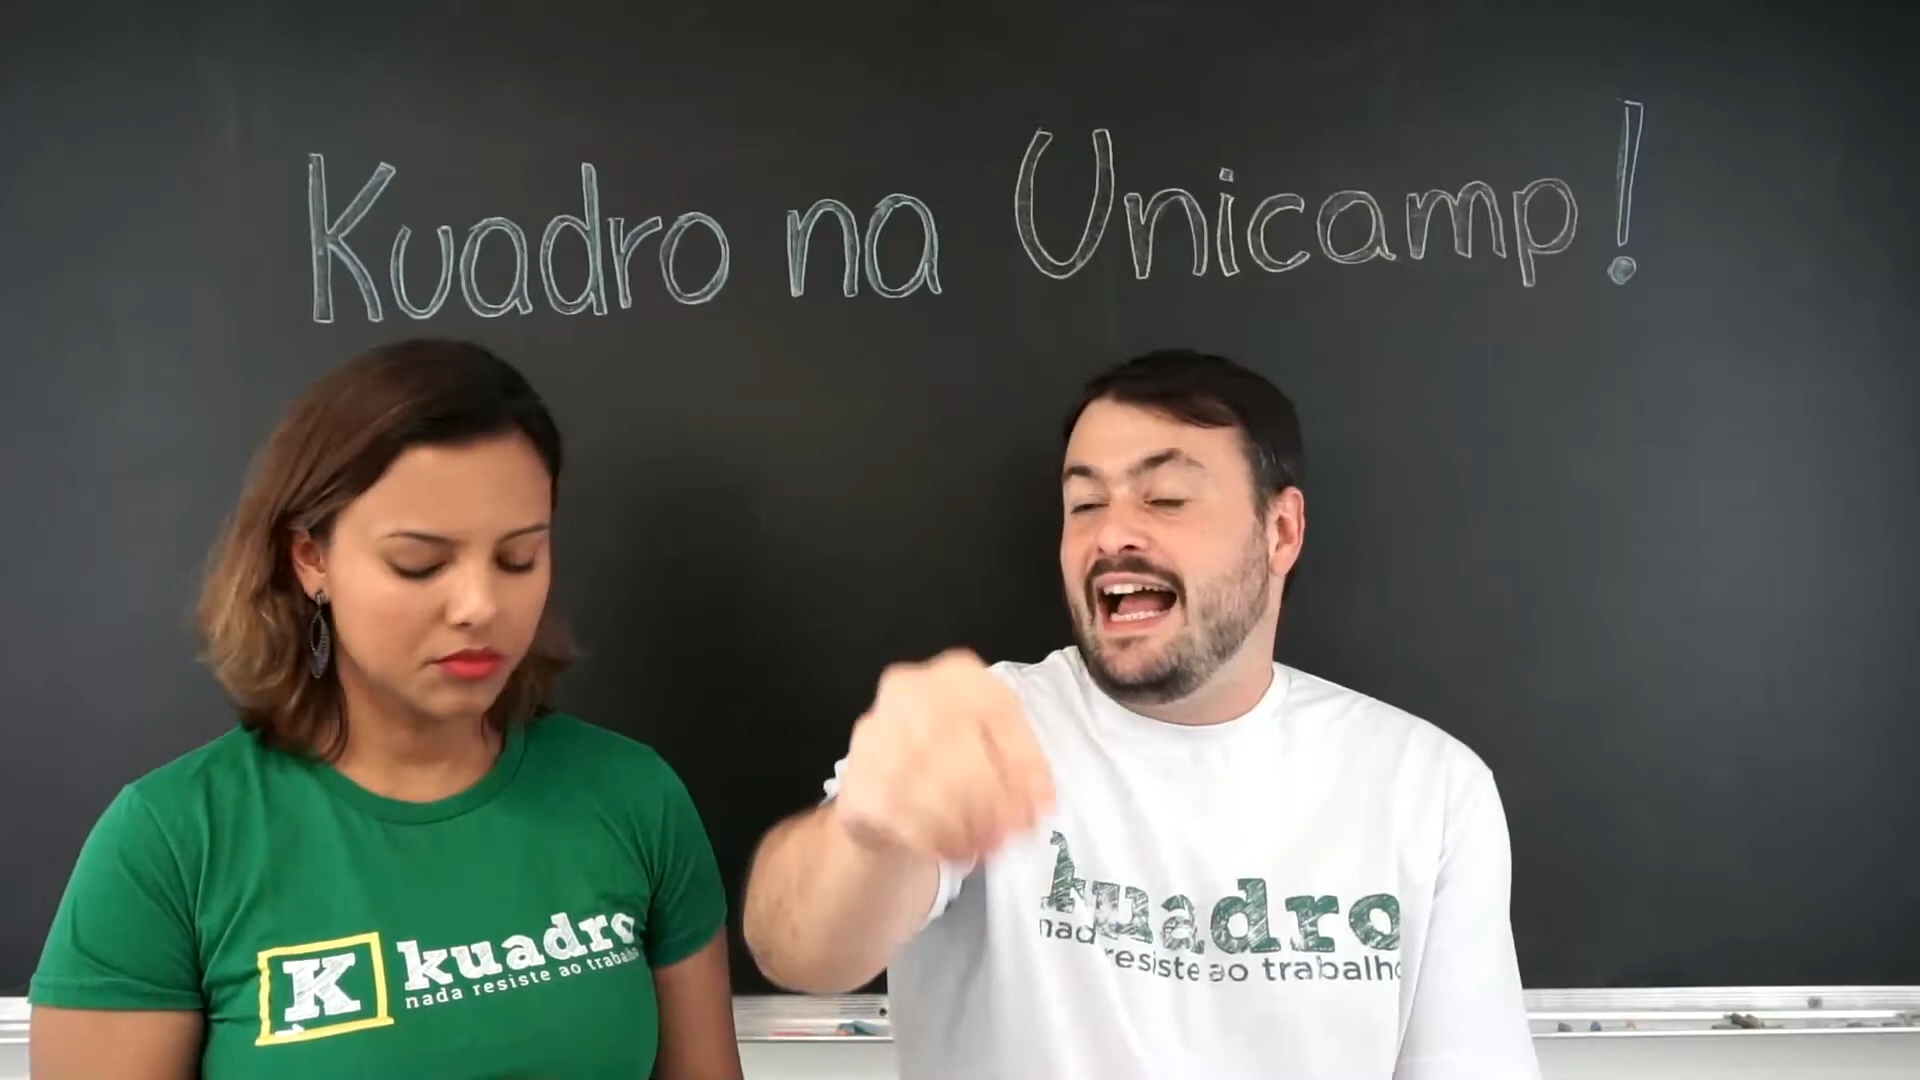 Kuadro na Unicamp!
K
kuadro
nada resiste ao trabalho
kuadro
nada resiste ao trabalho